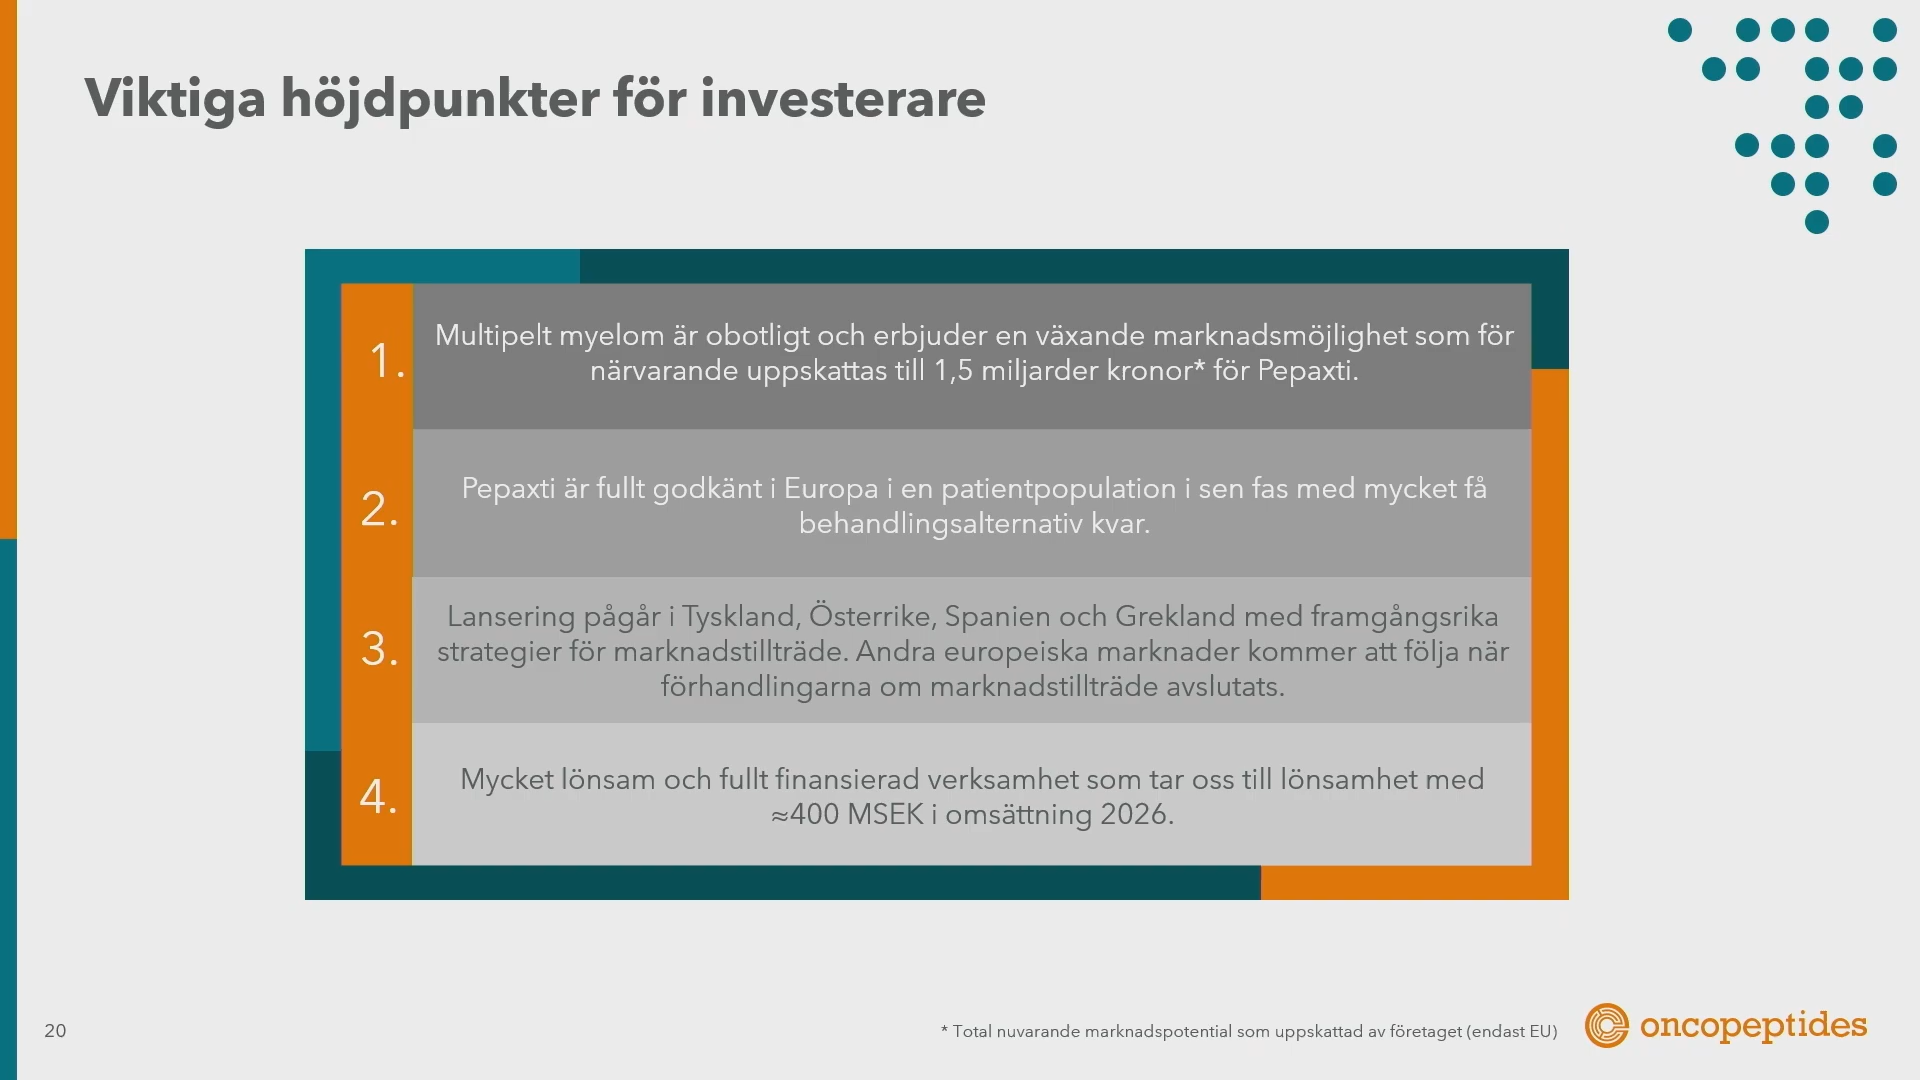 Viktiga höjdpunkter för investerare
1.
Multipelt myelom är obotligt och erbjuder en växande marknadsmöjlighet som för
närvarande uppskattas till 1,5 miljarder kronor* för Pepaxti.
2.
Pepaxti är fullt godkänt i Europa i en patientpopulation i sen fas med mycket få
behandlingsalternativ kvar.
3.
Lansering pågår i Tyskland, Österrike, Spanien och Grekland med framgångsrika
strategier för marknadstillträde. Andra europeiska marknader kommer att följa när
förhandlingarna om marknadstillträde avslutats.
4.
Mycket lönsam och fullt finansierad verksamhet som tar oss till lönsamhet med
≈400 MSEK i omsättning 2026.
20
* Total nuvarande marknadspotential som uppskattad av företaget (endast EU)
oncopeptides